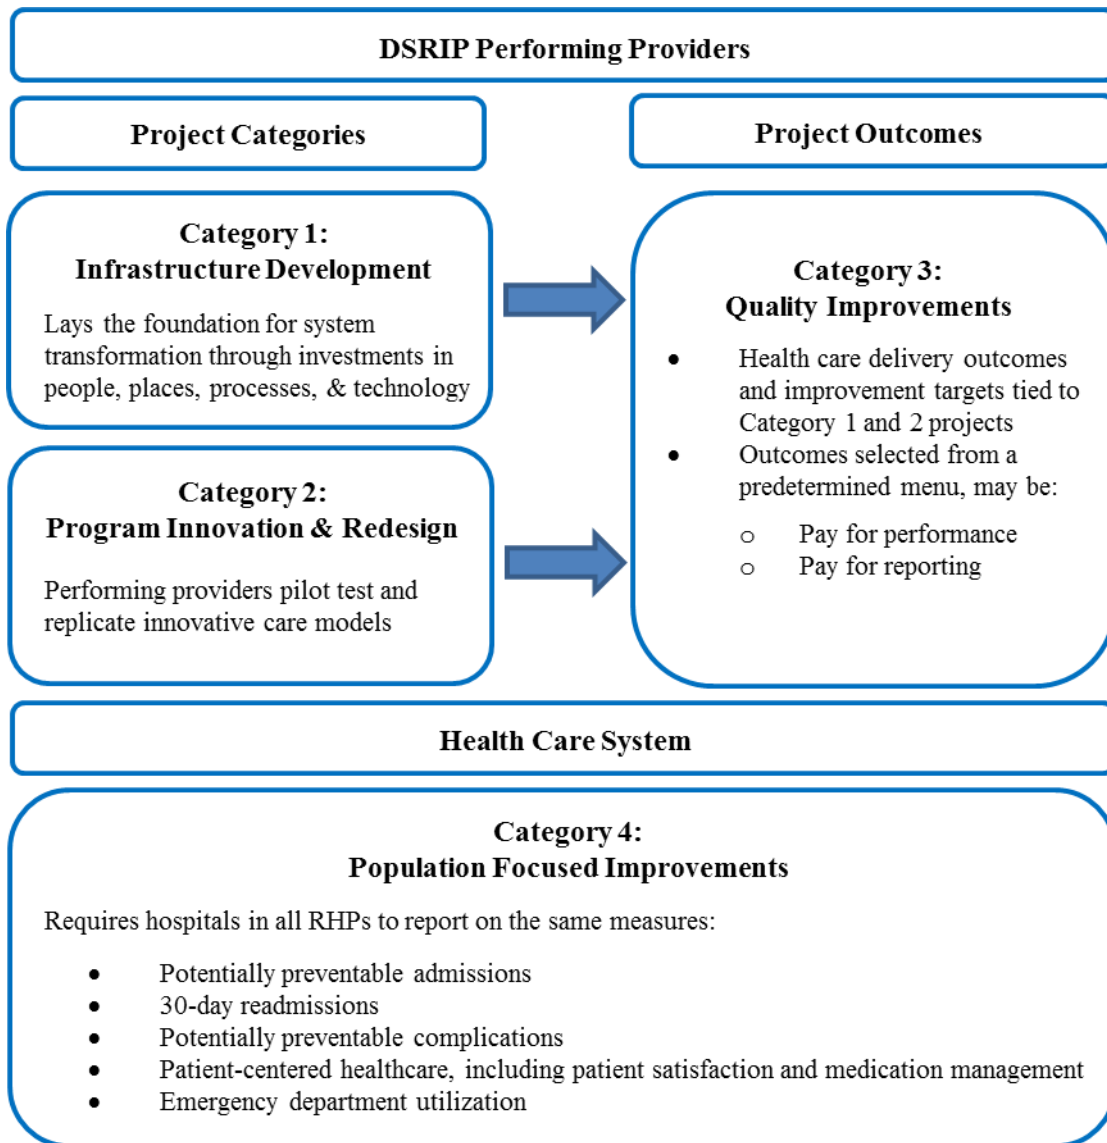 DSRIP Performing Providers
Project Categories
Project Outcomes
Category 1:
Infrastructure Development
Lays the foundation for system
transformation through investments in
people, places, processes, & technology
Category 2:
Program Innovation & Redesign
Performing providers pilot test and
replicate innovative care models
Category 3:
Quality Improvements
● Health care delivery outcomes
and improvement targets tied to
Category 1 and 2 projects
● Outcomes selected from a
predetermined menu, may be:
o Pay for performance
o Pay for reporting
Health Care System
Category 4:
Population Focused Improvements
Requires hospitals in all RHPs to report on the same measures:
● Potentially preventable admissions
● 30-day readmissions
● Potentially preventable complications
● Patient-centered healthcare, including patient satisfaction and medication management
● Emergency department utilization